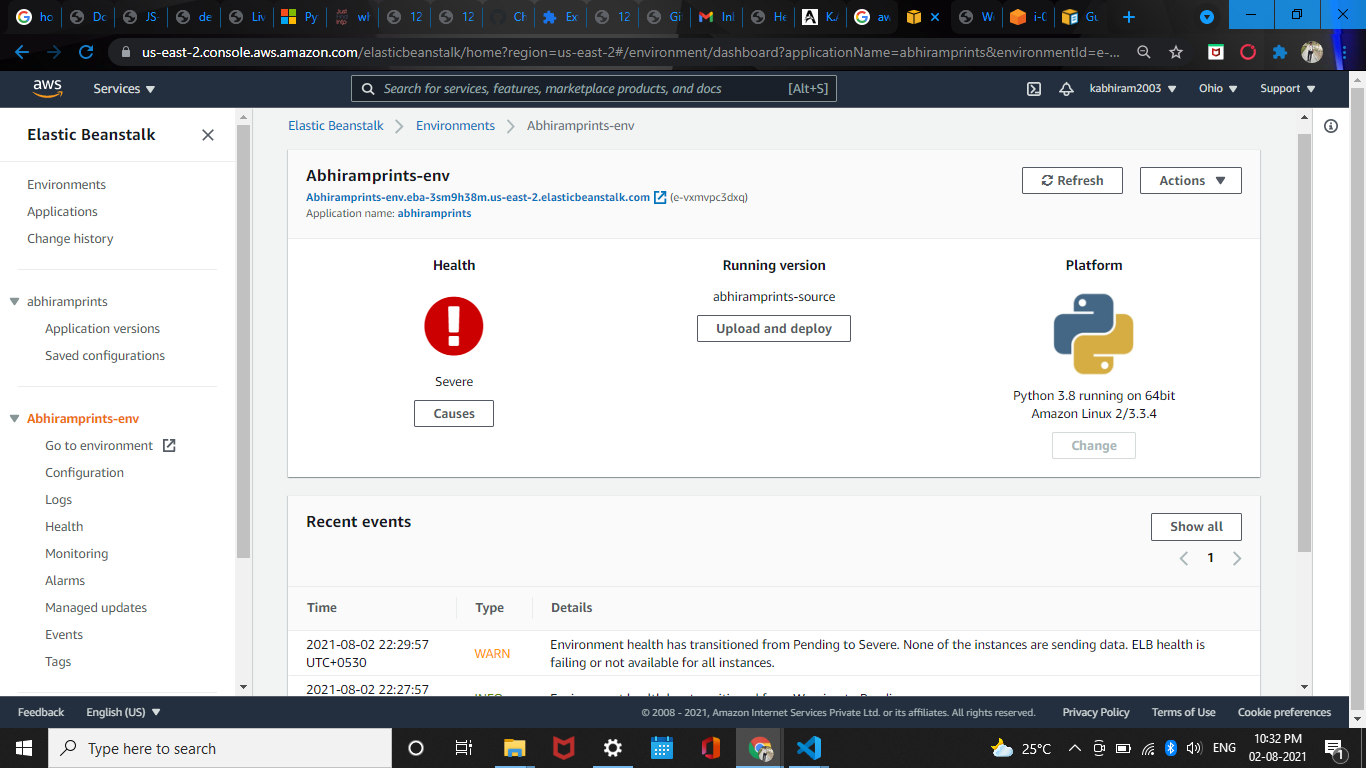 ho
Do
JS
de
Liv
Py
wh
12
12
Ch
Ex
12
Gi
Inl
He
K.A
aw
We
i-0
Gu
us-east-2.console.aws.amazon.com/elasticbeanstalk/home?region=us-east-2#/environment/dashboard?applicationName=abhiramprints&environmentId=e-...
aws
Services
Search for services, features, marketplace products, and docs
[Alt+S]
kabhiram2003
Ohio
Support
Elastic Beanstalk
Environments
Applications
Change history
abhiramprints
Application versions
Saved configurations
Abhiramprints-env
Go to environment
Configuration
Logs
Health
Monitoring
Alarms
Managed updates
Events
Tags
Elastic Beanstalk
Environments
Abhiramprints-env
Abhiramprints-env
Abhiramprints-env.eba-3sm9h38m.us-east-2.elasticbeanstalk.com (e-vxmvpc3dxq)
Application name: abhiramprints
Refresh
Actions
Health
Severe
Causes
Running version
abhiramprints-source
Upload and deploy
Platform
Python 3.8 running on 64bit
Amazon Linux 2/3.3.4
Change
Recent events
Show all
1
Time Type Details
2021-08-02 22:29:57
UTC+0530
WARN
Environment health has transitioned from Pending to Severe. None of the instances are sending data. ELB health is
failing or not available for all instances.
2021-08-02 22:27:57
Feedback
English (US)
© 2008 - 2021, Amazon Internet Services Private Ltd. or its affiliates. All rights reserved.
Privacy Policy
Terms of Use
Cookie preferences
Type here to search
25°C
ENG
10:32 PM
02-08-2021
1